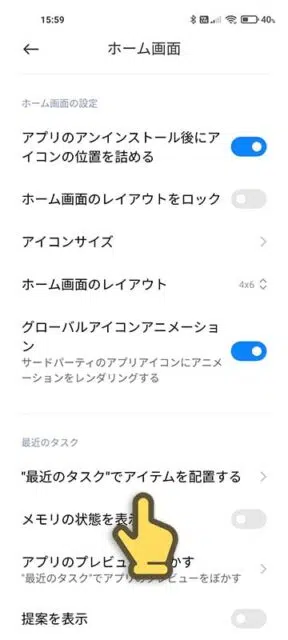 15:59
40%
ホーム画面
ホーム画面の設定
アプリのアンインストール後にア
イコンの位置を詰める
ホーム画面のレイアウトをロック
アイコンサイズ
ホーム画面のレイアウト 4x6
グローバルアイコンアニメーショ
ン
サードパーティのアプリアイコンにアニメ
ーションをレンダリングする
最近のタスク
"最近のタスク"でアイテムを配置する
メモリの状態を表
アプリのプレビュー かす
"最近のタスク"でアプリのプレビューをぼかす
提案を表示